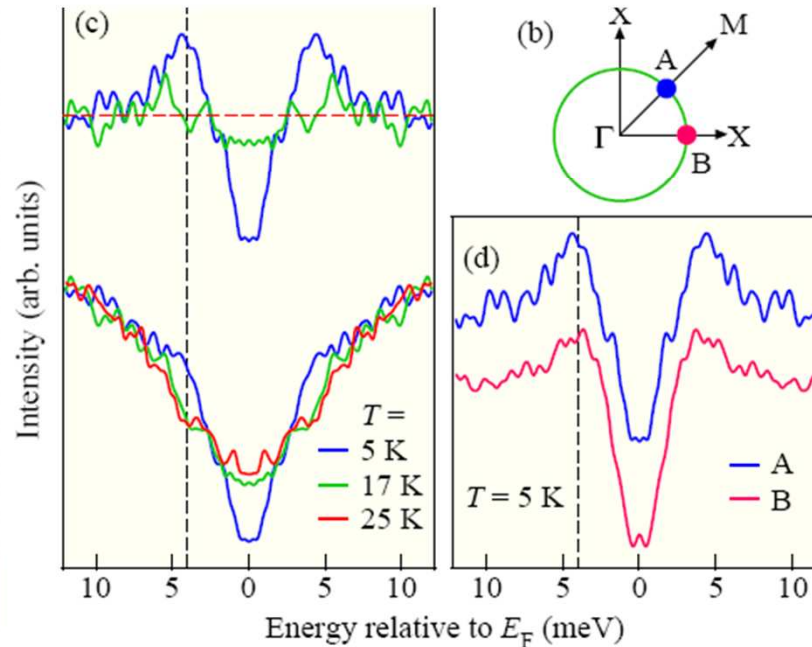 (c)
Intensity (arb. units)
T =
5 K
17 K
25 K
10 5 0 5 10
(b)
X
M
A
Γ
X
B
(d)
T = 5 K
A
B
10 5 0 5 10
Energy relative to E_F (meV)